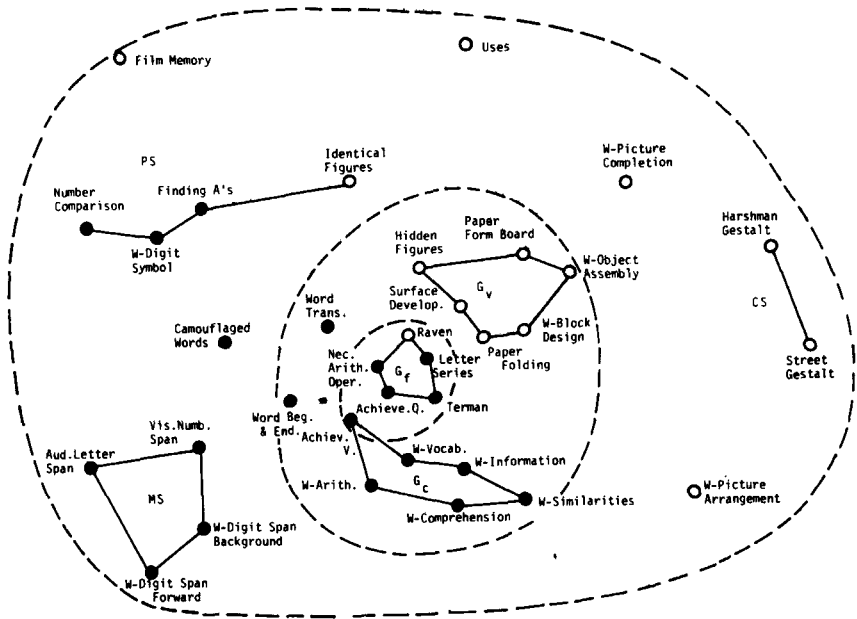 Film Memory
Uses
PS
Identical
Figures
W-Picture
Completion
Finding A's
Number
Comparison
W-Digit
Symbol
Harshman
Gestalt
Paper
Form Board
Hidden
Figures
W-Object
Assembly
Gv
Surface
Develop.
CS
Word
Trans.
Camouflaged
Words
W-Block
Design
Paper
Folding
Street
Gestalt
Raven
Nec.
Arith.
Oper.
Letter
Series
Gf
Achieve.Q.
Terman
Word Beg.
& End.
Achiev.
V.
Vis.Numb.
Span
Aud.Letter
Span
W-Vocab.
W-Information
MS
W-Arith.
Gc
W-Similarities
W-Comprehension
W-Picture
Arrangement
W-Digit Span
Background
W-Digit Span
Forward